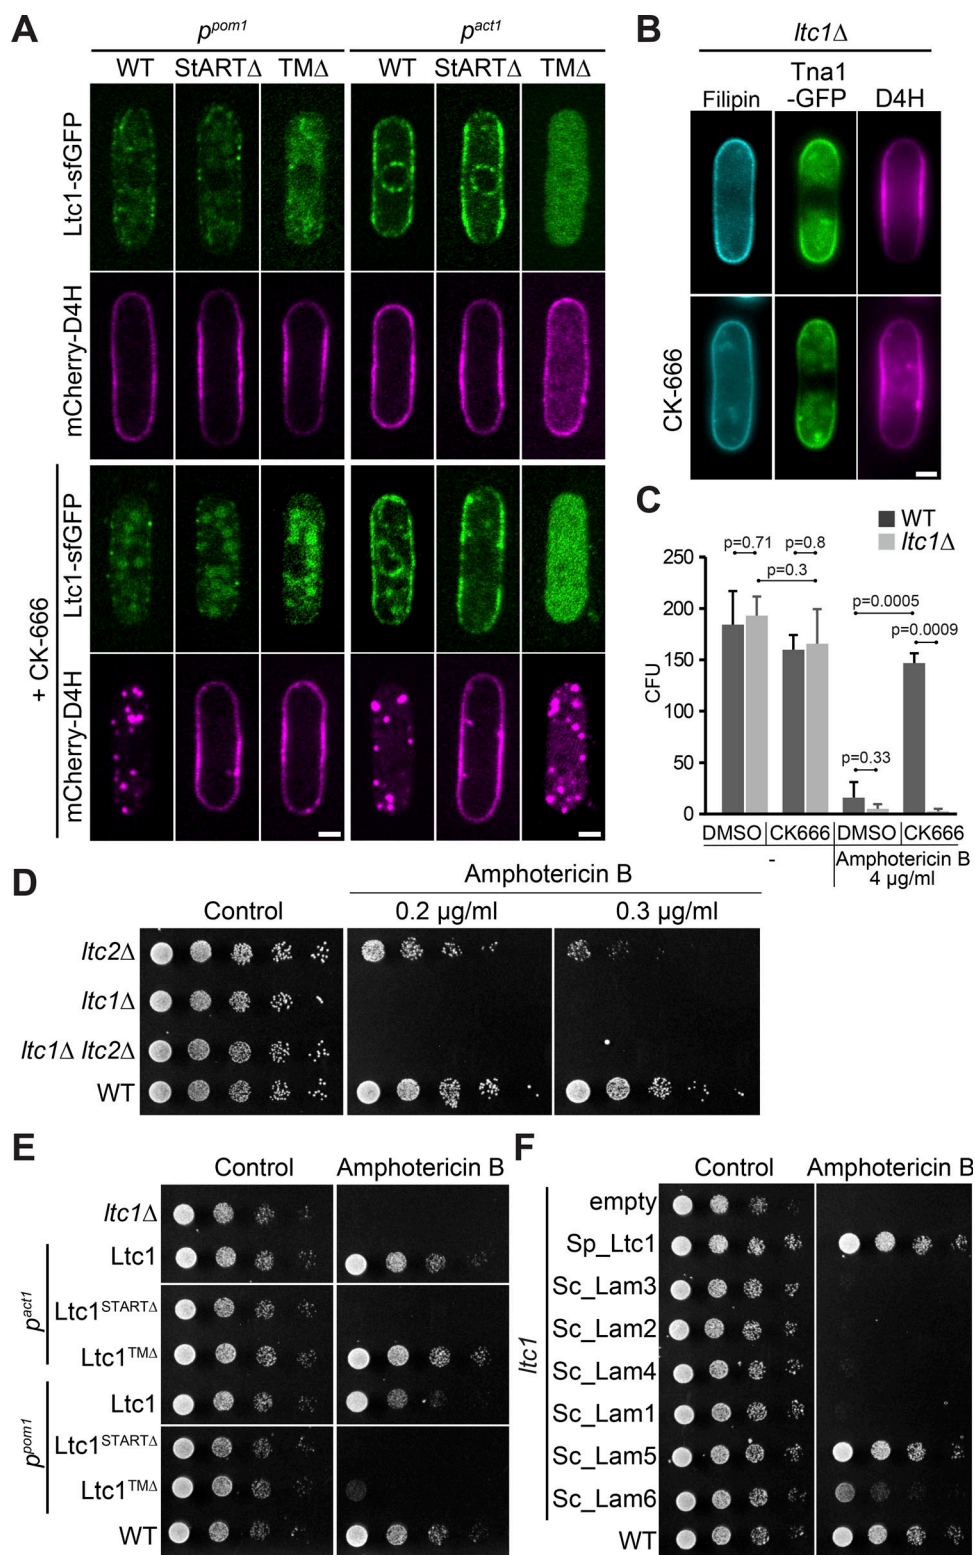 A
p^pom1
p^act1
WT
StARTΔ
TMΔ
WT
StARTΔ
TMΔ
Ltc1-sfGFP
mCherry-D4H
+ CK-666
Ltc1-sfGFP
mCherry-D4H
B
ltc1Δ
Filipin
Tna1
-GFP
D4H
CK-666
C
WT
ltc1Δ
250
200
150
100
50
0
CFU
p=0.71
p=0.8
p=0.3
p=0.0005
p=0.0009
p=0.33
DMSO
CK666
DMSO
CK666
-
Amphotericin B
4 µg/ml
D
Amphotericin B
Control
0.2 µg/ml
0.3 µg/ml
ltc2Δ
ltc1Δ
ltc1Δ ltc2Δ
WT
E
Control
Amphotericin B
ltc1Δ
p^act1
Ltc1
Ltc1^STARTΔ
Ltc1^TMΔ
p^pom1
Ltc1
Ltc1^STARTΔ
Ltc1^TMΔ
WT
F
Control
Amphotericin B
ltc1
empty
Sp_Ltc1
Sc_Lam3
Sc_Lam2
Sc_Lam4
Sc_Lam1
Sc_Lam5
Sc_Lam6
WT